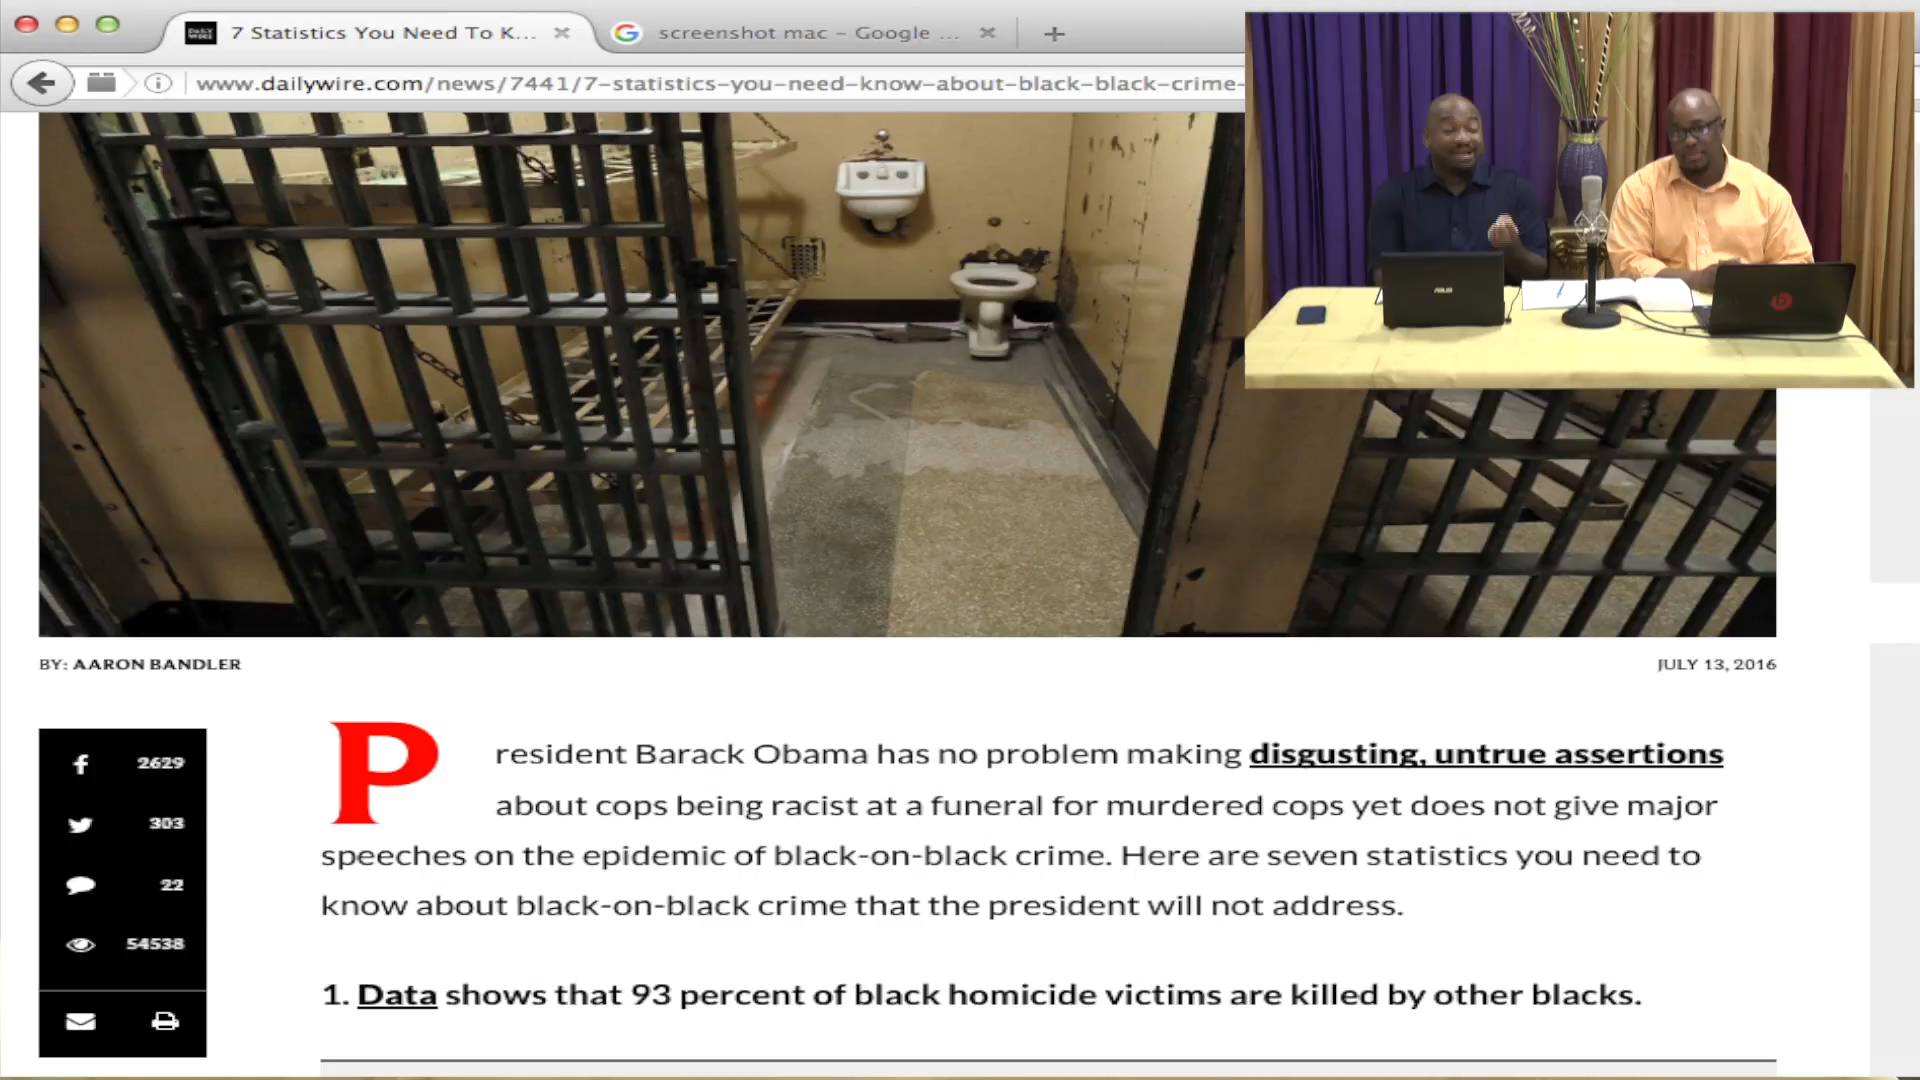 DAILY WIRE
7 Statistics You Need To K...
screenshot mac - Google ...
www.dailywire.com/news/7441/7-statistics-you-need-know-about-black-black-crime-
ASUS
BY: AARON BANDLER
JULY 13, 2016
2629
303
22
54538
President Barack Obama has no problem making disgusting, untrue assertions
about cops being racist at a funeral for murdered cops yet does not give major
speeches on the epidemic of black-on-black crime. Here are seven statistics you need to
know about black-on-black crime that the president will not address.
1. Data shows that 93 percent of black homicide victims are killed by other blacks.